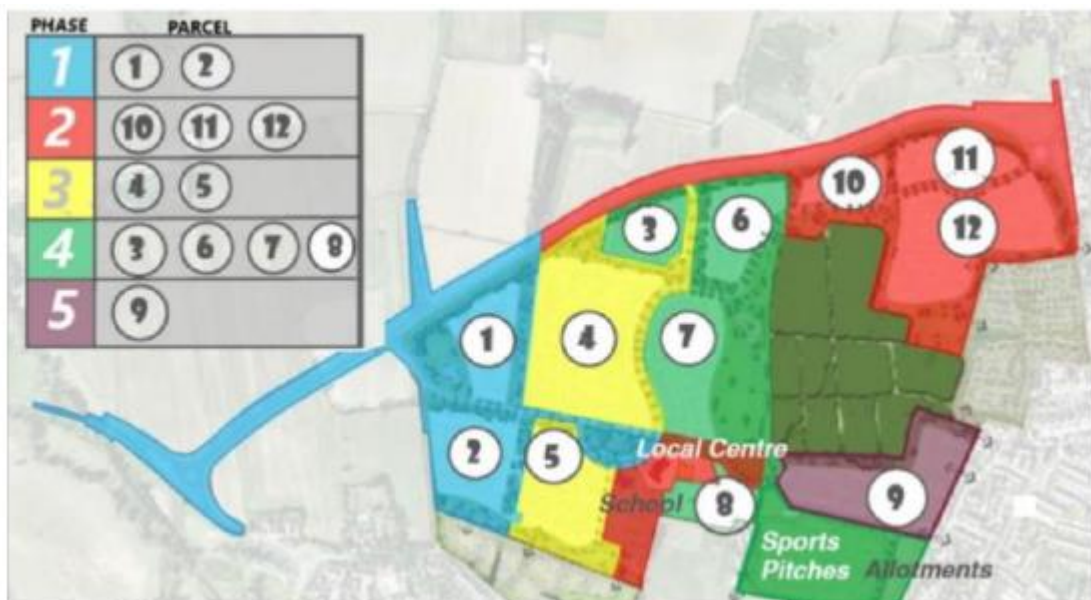 PHASE PARCEL
1 1 2
2 10 11 12
3 4 5
4 3 6 7 8
5 9
11
10
12
3 6
1 4 7
2 5 Local Centre
School 8 9
Sports
Pitches Allotments